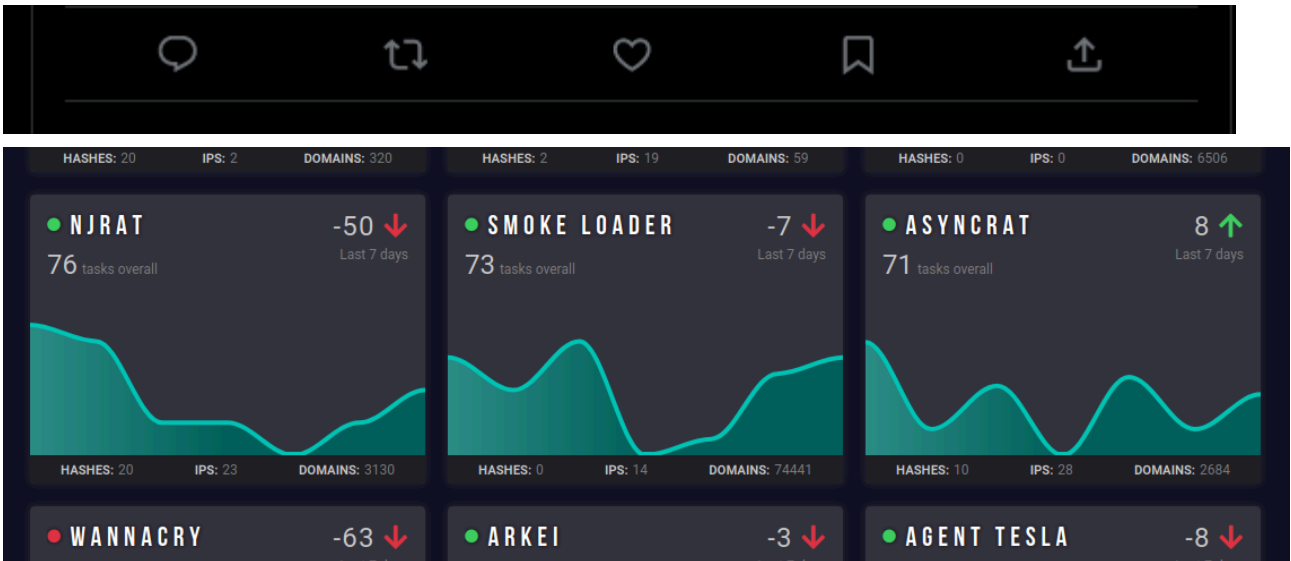 HASHES: 20 IPS: 2 DOMAINS: 320 HASHES: 2 IPS: 19 DOMAINS: 59 HASHES: 0 IPS: 0 DOMAINS: 6506
NJRAT -50 SMOKE LOADER -7 ASYNCRAT 8
76 tasks overall Last 7 days 73 tasks overall Last 7 days 71 tasks overall Last 7 days
HASHES: 20 IPS: 23 DOMAINS: 3130 HASHES: 0 IPS: 14 DOMAINS: 74441 HASHES: 10 IPS: 28 DOMAINS: 2684
WANNACRY -63 ARKEI -3 AGENT TESLA -8